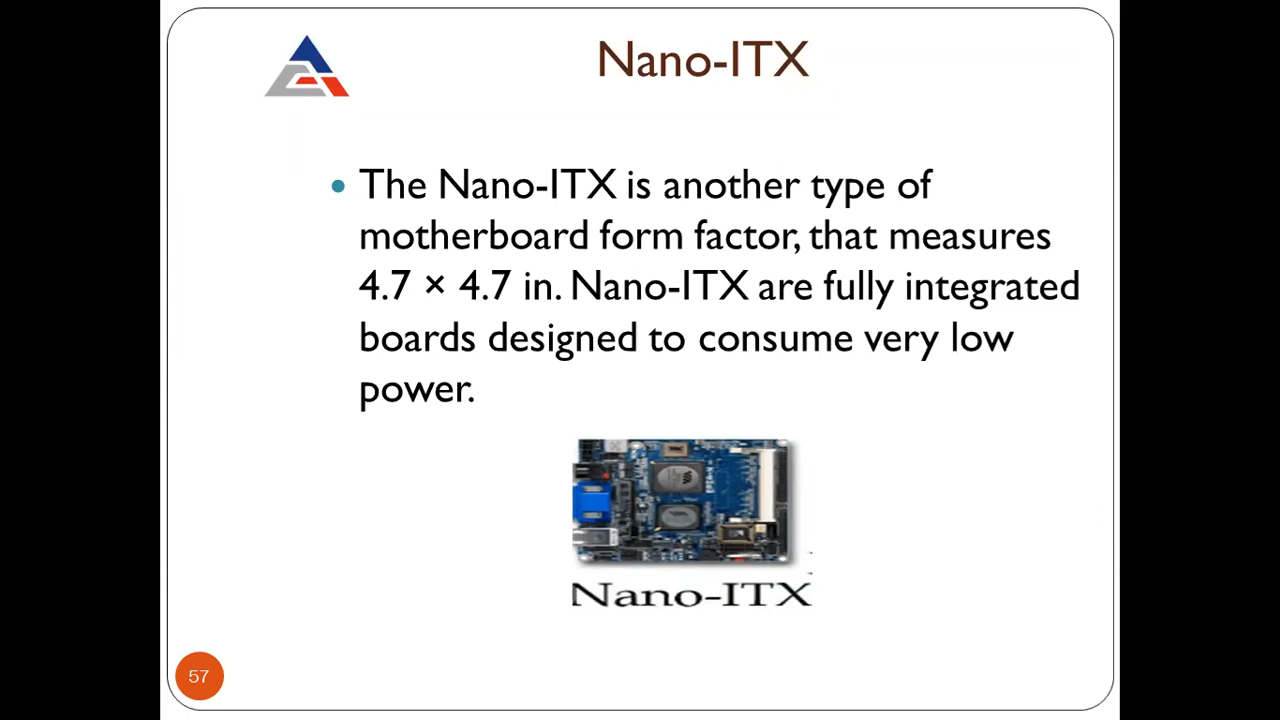 Nano-ITX
• The Nano-ITX is another type of
motherboard form factor, that measures
4.7 × 4.7 in. Nano-ITX are fully integrated
boards designed to consume very low
power.
Nano-ITX
57